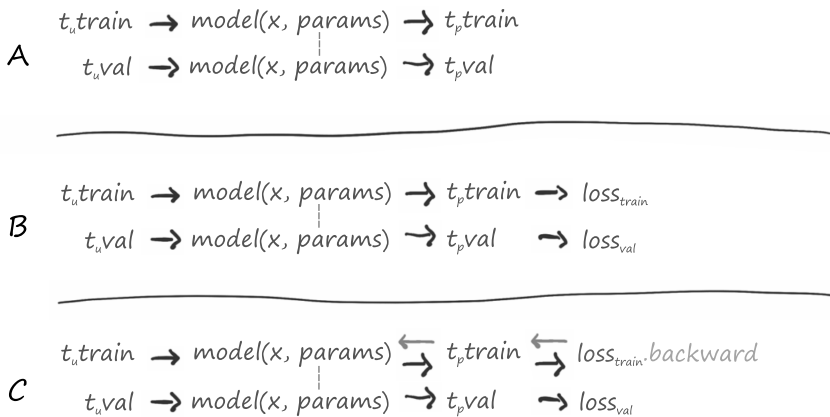 A
t_u train → model(x, params) → t_p train
t_u val → model(x, params) → t_p val
B
t_u train → model(x, params) → t_p train → loss_train
t_u val → model(x, params) → t_p val → loss_val
C
t_u train → model(x, params) ⇄ t_p train ⇄ loss_train.backward
t_u val → model(x, params) → t_p val → loss_val